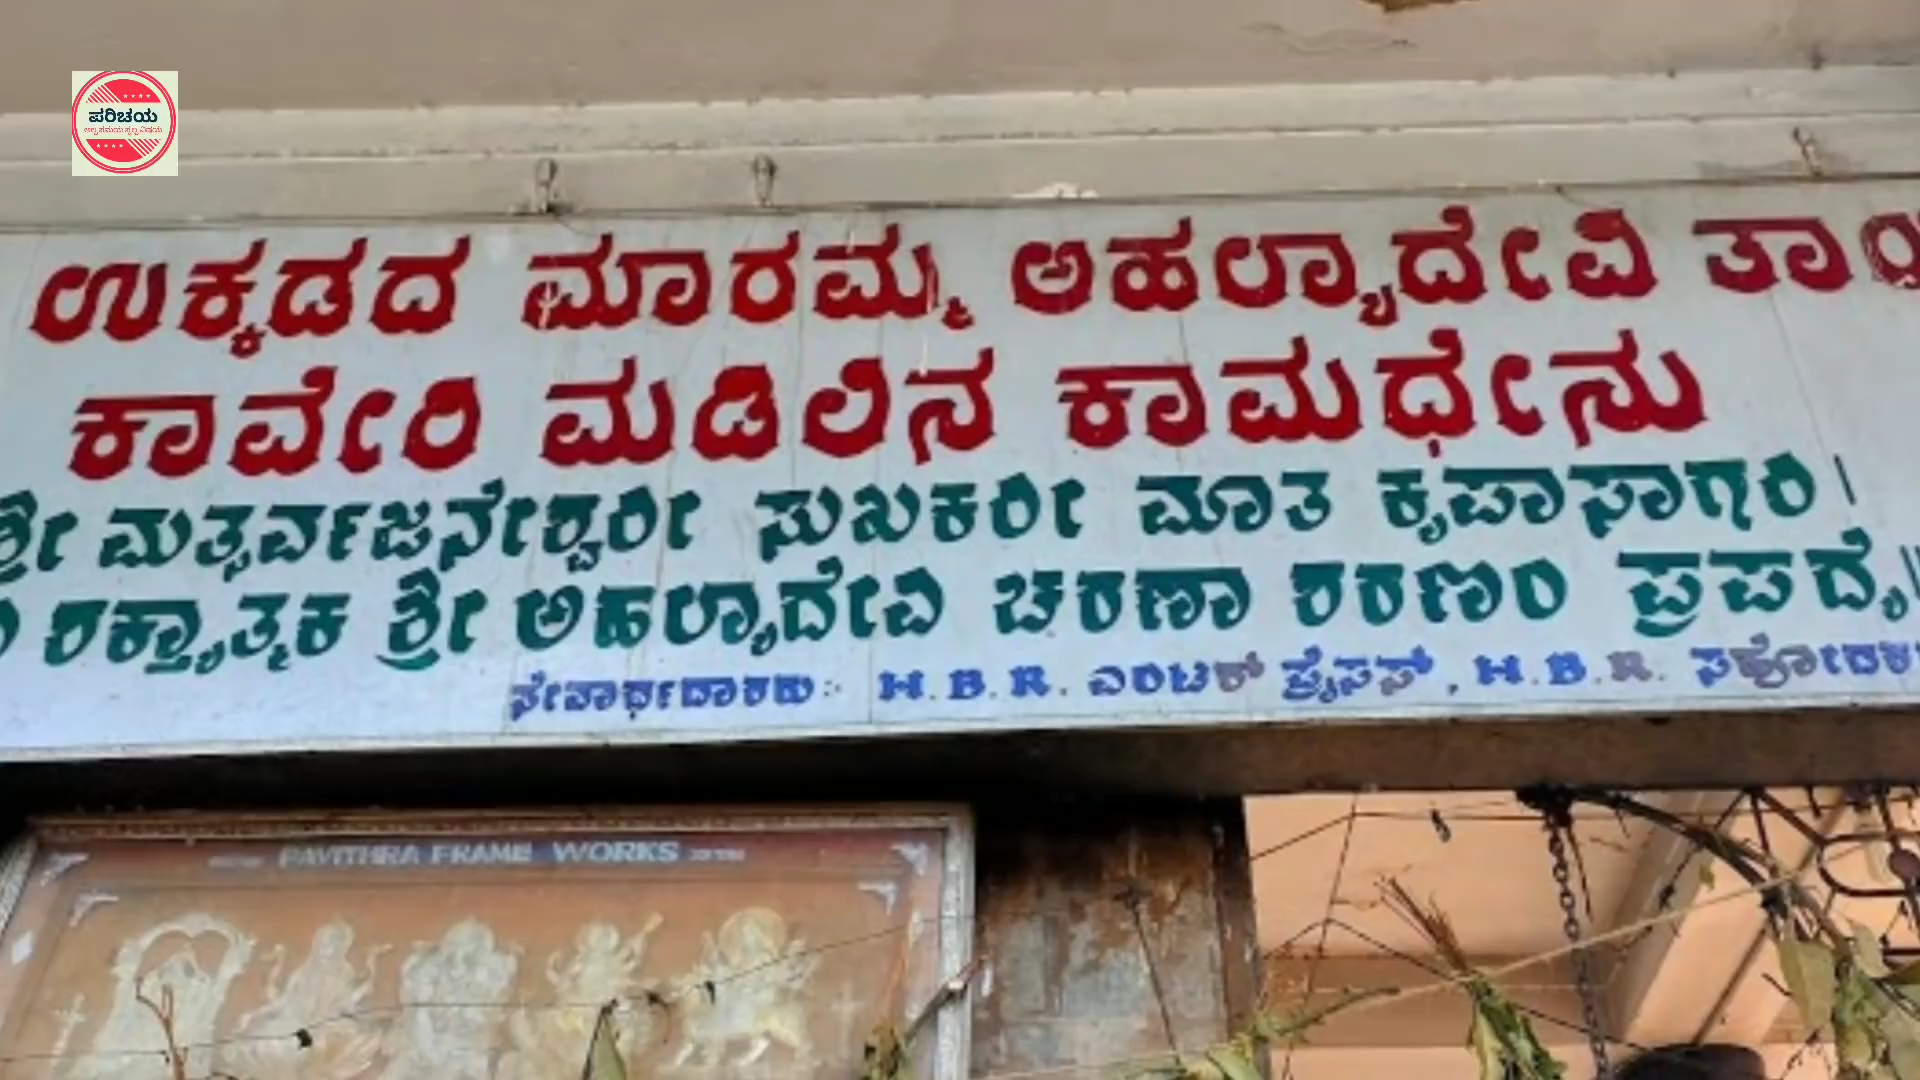 ಪರಿಚಯ
ಉಕ್ಕಡದ ಮಾರಮ್ಮ ಅಹಲ್ಯಾದೇವಿ
ಕಾವೇರಿ ಮಡಿಲಿನ ಕಾಮಧೇನು
ಶ್ರೀ ಮತ್ಸರ್ವಜನೇಶ್ವರೀ ಸುಖಕರೀ ಮಾತ ಕೃಪಾಸಾಗರಿ।
ಶಕ್ತ್ಯಾತ್ಮಕ ಶ್ರೀ ಅಹಲ್ಯಾದೇವಿ ಚರಣಾ ಶರಣಂ ಪ್ರಪದ್ಯೆ॥
ಸೇವಾರ್ಥದಾರರು:- H.B.R. ಎಂಟರ್ ಪ್ರೈಸಸ್, H.B.R.
PAVITHRA FRAME WORKS